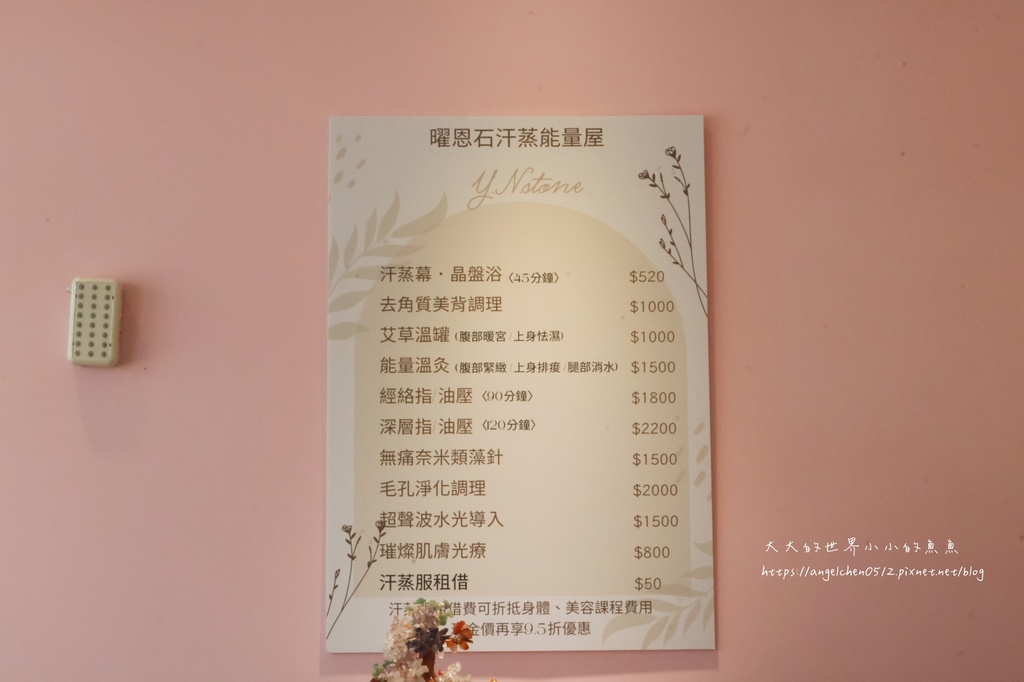 曜恩石汗蒸能量屋
Y.Nstone
汗蒸幕・晶盤浴〈45分鐘〉 $520
去角質美背調理 $1000
艾草溫罐(腹部暖宮/上身怯濕) $1000
能量溫灸(腹部緊緻/上身排痠/腿部消水) $1500
經絡指/油壓〈90分鐘〉 $1800
深層指/油壓〈120分鐘〉 $2200
無痛奈米類藻針 $1500
毛孔淨化調理 $2000
超聲波水光導入 $1500
璀燦肌膚光療 $800
汗蒸服租借 $50
汗 借費可折抵身體、美容課程費用
金價再享9.5折優惠
大大的世界小小的魚魚
https://angelchen0512.pixnet.net/blog